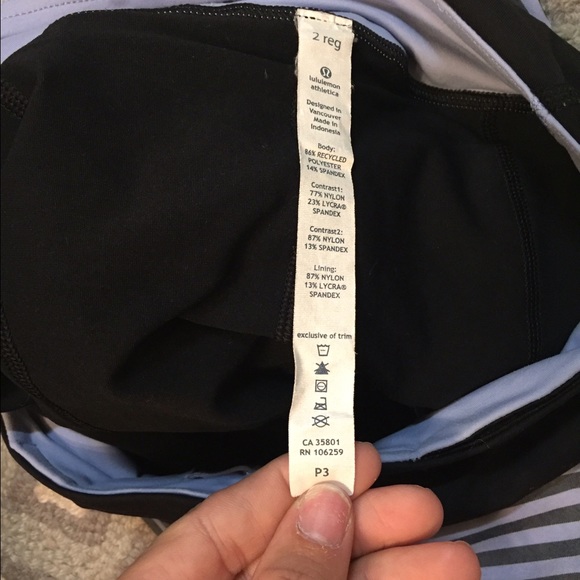 2 reg
lululemon
athletica
Designed in
Vancouver
Made in
Indonesia
Body:
86% RECYCLED
POLYESTER
14% SPANDEX
Contrast1:
77% NYLON
23% LYCRA®
SPANDEX
Contrast2:
87% NYLON
13% SPANDEX
Lining:
87% NYLON
13% LYCRA®
SPANDEX
exclusive of trim
CA 35801
RN 106259
P3